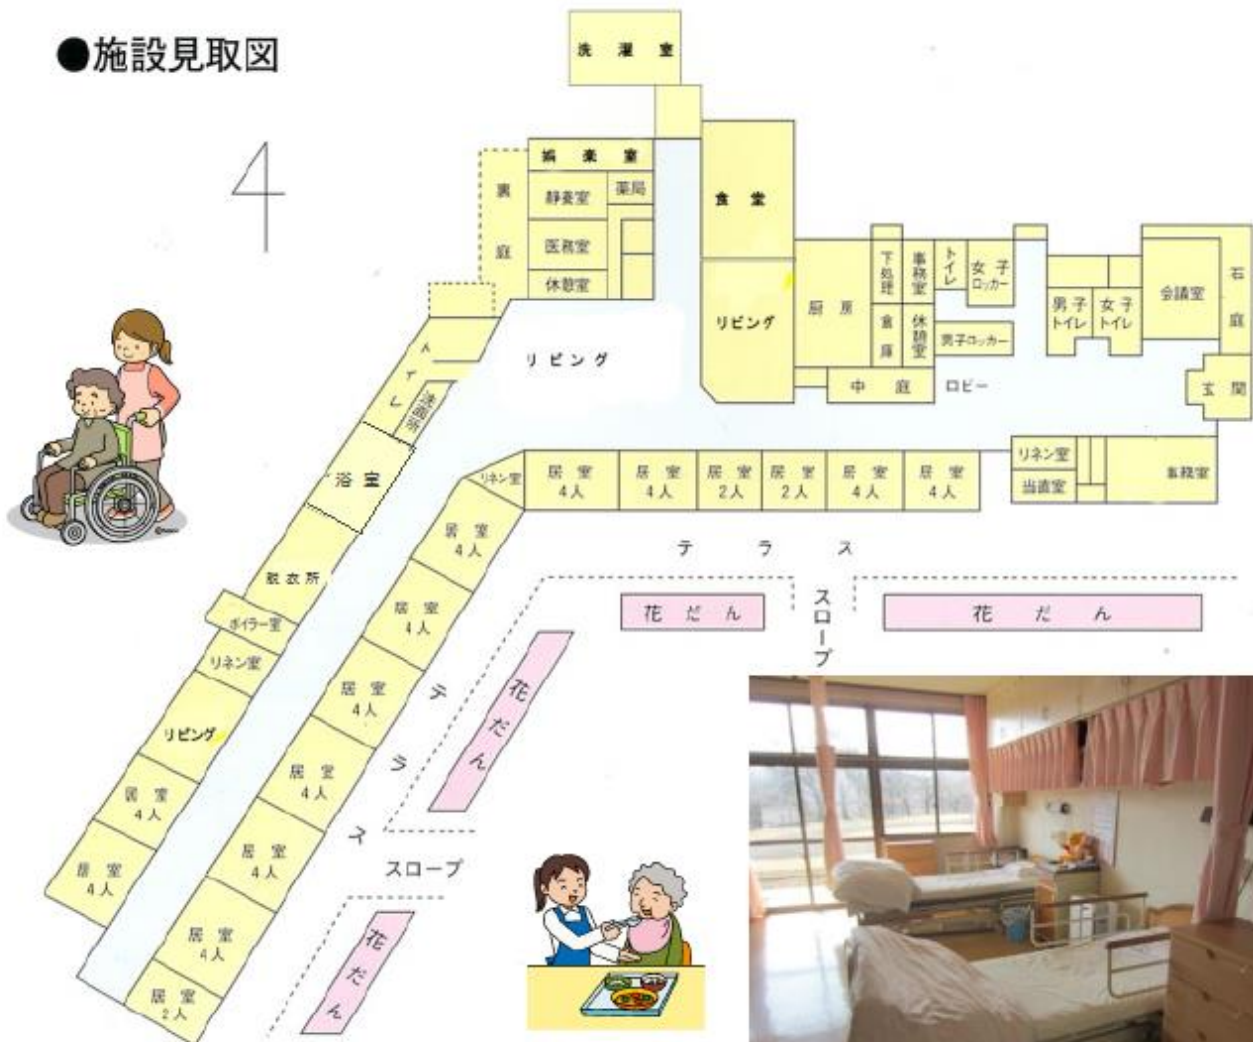 ●施設見取図
洗濯室
娯楽室
裏庭
静養室
薬局
医務室
休憩室
食堂
リビング
リビング
厨房
下処理
倉庫
事務室
休憩室
トイレ
女子
ロッカー
男子ロッカー
中庭
ロビー
男子
トイレ
女子
トイレ
会議室
石庭
玄関
トイレ
洗面所
浴室
脱衣所
ボイラー室
リネン室
リビング
居室
4人
居室
4人
リネン室
居室
4人
居室
4人
居室
2人
居室
2人
居室
4人
居室
4人
リネン室
当直室
事務室
居室
4人
居室
4人
居室
4人
居室
4人
居室
4人
居室
4人
居室
2人
テラス
スロープ
花だん
花だん
テラス
花だん
スロープ
花だん